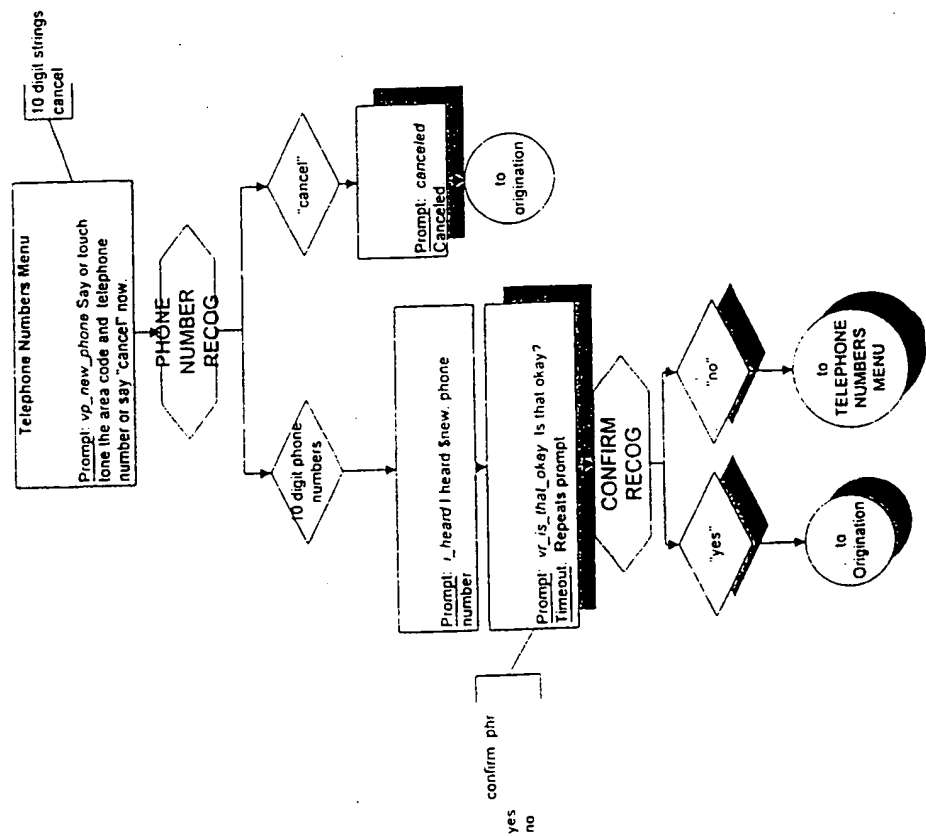 10 digit strings
cancel
Telephone Numbers Menu
Prompt: vp_new_phone Say or touch
tone the area code and telephone
number or say "cancel" now.
PHONE
NUMBER
RECOG
10 digit phone
numbers
"cancel"
Prompt: canceled
Canceled
to
origination
Prompt: i_heard I heard $new. phone
number
Prompt: vr_is_that_okay Is that okay?
Timeout: Repeats prompt
confirm phr
yes
no
CONFIRM
RECOG
"yes"
"no"
to
Origination
to
TELEPHONE
NUMBERS
MENU